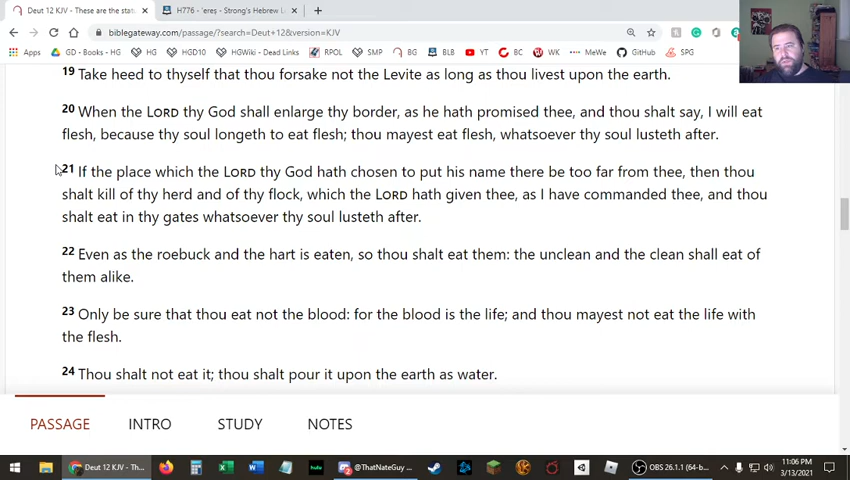 Deut 12 KJV - These are the stat
H776 - 'eres - Strong's Hebrew L
biblegateway.com/passage/?search=Deut+12&version=KJV
Apps GD - Books - HG HG HGD10 HGWiki - Dead Links RPOL SMP BG BLB YT BC WK MeWe GitHub SPG
19 Take heed to thyself that thou forsake not the Levite as long as thou livest upon the earth.
20 When the LORD thy God shall enlarge thy border, as he hath promised thee, and thou shalt say, I will eat
flesh, because thy soul longeth to eat flesh; thou mayest eat flesh, whatsoever thy soul lusteth after.
21 If the place which the LORD thy God hath chosen to put his name there be too far from thee, then thou
shalt kill of thy herd and of thy flock, which the LORD hath given thee, as I have commanded thee, and thou
shalt eat in thy gates whatsoever thy soul lusteth after.
22 Even as the roebuck and the hart is eaten, so thou shalt eat them: the unclean and the clean shall eat of
them alike.
23 Only be sure that thou eat not the blood: for the blood is the life; and thou mayest not eat the life with
the flesh.
24 Thou shalt not eat it; thou shalt pour it upon the earth as water.
PASSAGE INTRO STUDY NOTES
Deut 12 KJV - Th...
hulu
@ThatNateGuy ...
OBS 26.1.1 (64-b...
11:06 PM
3/13/2021